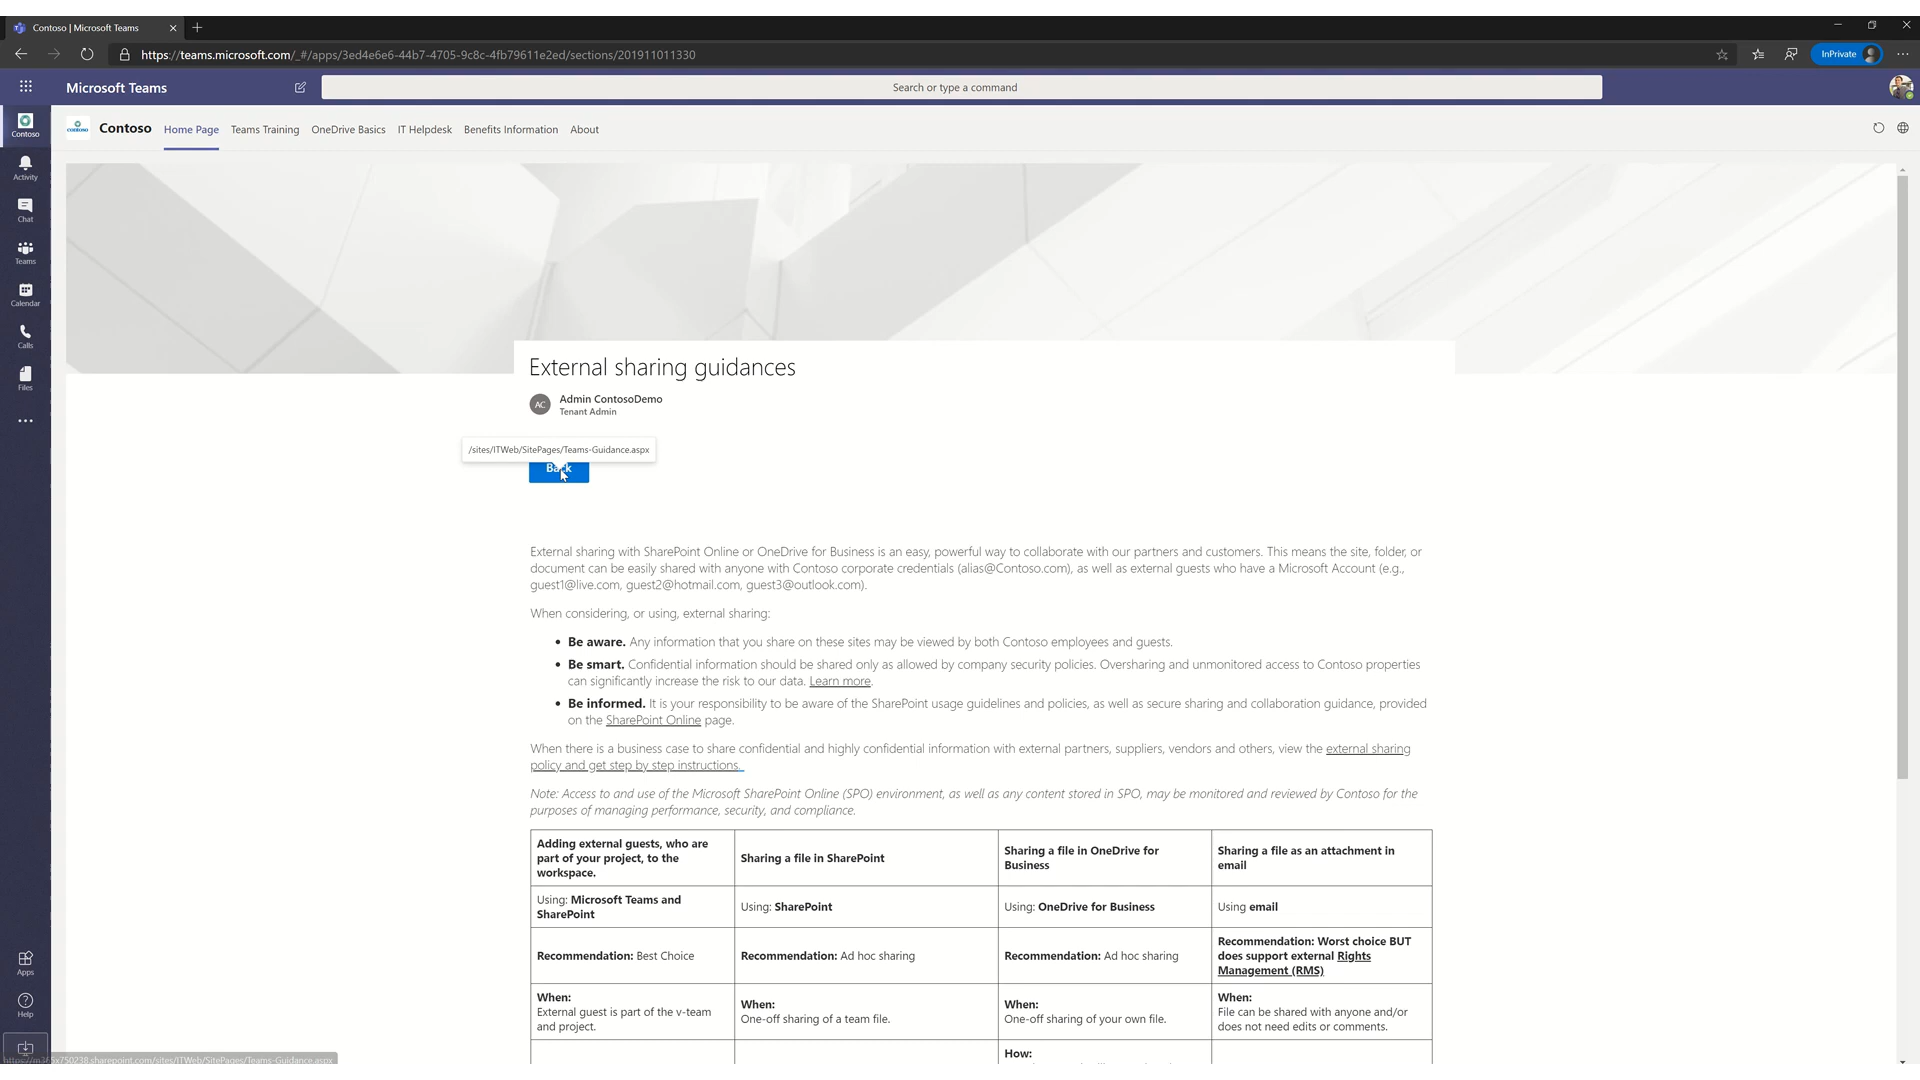 Contoso | Microsoft Teams
https://teams.microsoft.com/_#/apps/3ed4e6e6-44b7-4705-9c8c-4fb79611e2ed/sections/201911011330
InPrivate
Microsoft Teams
Search or type a command
Contoso
Activity
Chat
Teams
Calendar
Calls
Files
Apps
Help
contoso
Contoso
Home Page
Teams Training
OneDrive Basics
IT Helpdesk
Benefits Information
About
External sharing guidances
AC
Admin ContosoDemo
Tenant Admin
/sites/ITWeb/SitePages/Teams-Guidance.aspx
Back
External sharing with SharePoint Online or OneDrive for Business is an easy, powerful way to collaborate with our partners and customers. This means the site, folder, or
document can be easily shared with anyone with Contoso corporate credentials (alias@Contoso.com), as well as external guests who have a Microsoft Account (e.g.,
guest1@live.com, guest2@hotmail.com, guest3@outlook.com).
When considering, or using, external sharing:
• Be aware. Any information that you share on these sites may be viewed by both Contoso employees and guests.
• Be smart. Confidential information should be shared only as allowed by company security policies. Oversharing and unmonitored access to Contoso properties
can significantly increase the risk to our data. Learn more.
• Be informed. It is your responsibility to be aware of the SharePoint usage guidelines and policies, as well as secure sharing and collaboration guidance, provided
on the SharePoint Online page.
When there is a business case to share confidential and highly confidential information with external partners, suppliers, vendors and others, view the external sharing
policy and get step by step instructions.
Note: Access to and use of the Microsoft SharePoint Online (SPO) environment, as well as any content stored in SPO, may be monitored and reviewed by Contoso for the
purposes of managing performance, security, and compliance.
Adding external guests, who are
part of your project, to the
workspace.
Sharing a file in SharePoint
Sharing a file in OneDrive for
Business
Sharing a file as an attachment in
email
Using: Microsoft Teams and
SharePoint
Using: SharePoint
Using: OneDrive for Business
Using email
Recommendation: Best Choice
Recommendation: Ad hoc sharing
Recommendation: Ad hoc sharing
Recommendation: Worst choice BUT
does support external Rights
Management (RMS)
When:
External guest is part of the v-team
and project.
When:
One-off sharing of a team file.
When:
One-off sharing of your own file.
When:
File can be shared with anyone and/or
does not need edits or comments.
How:
https://m365x750238.sharepoint.com/sites/ITWeb/SitePages/Teams-Guidance.aspx